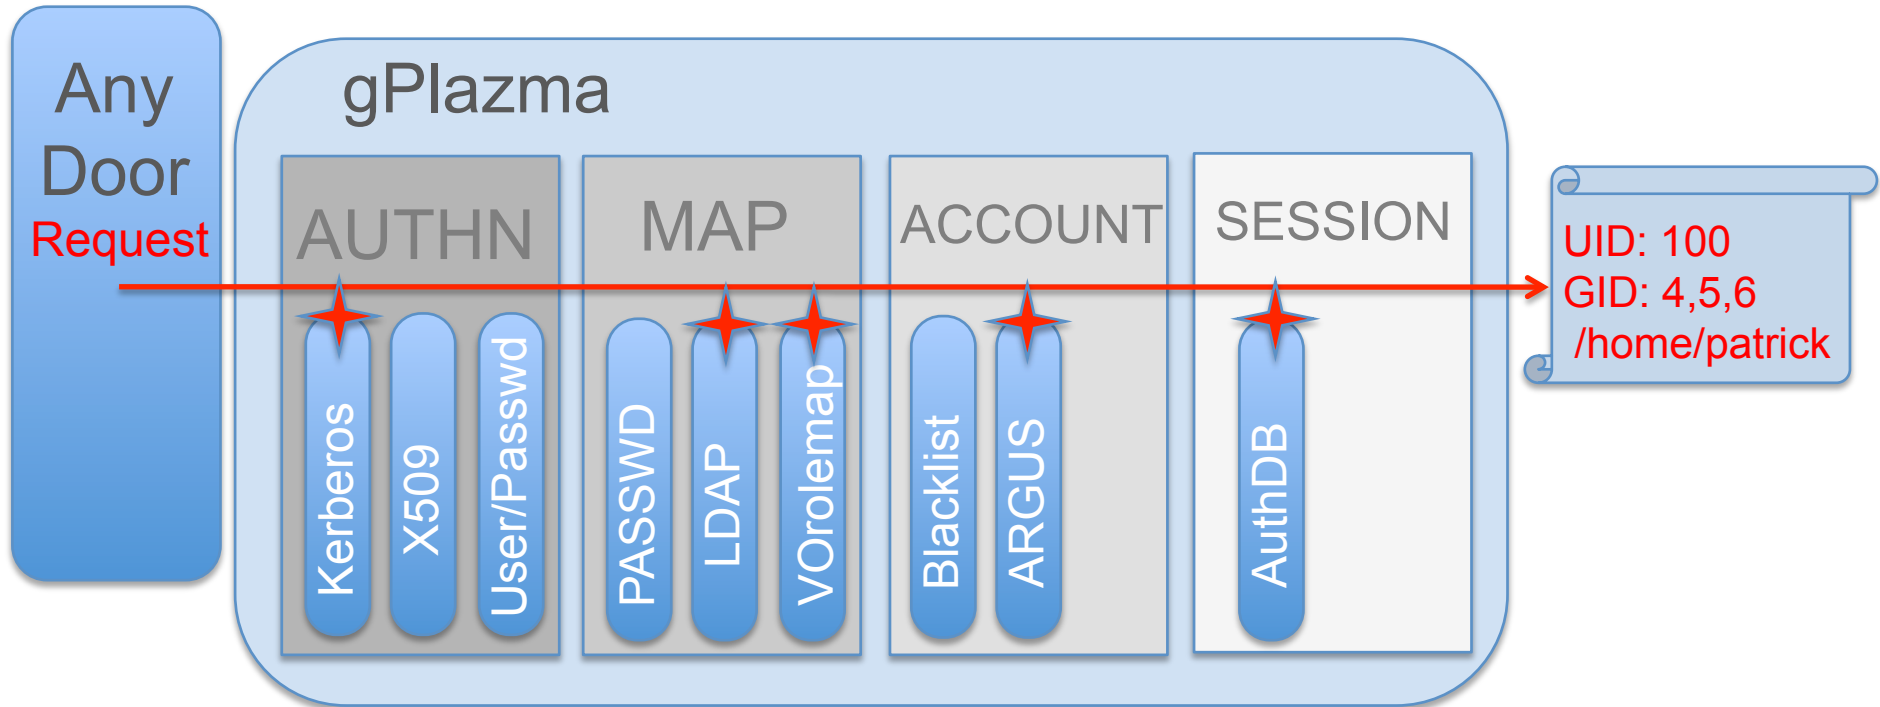 Any
Door
Request
gPlazma
AUTHN
Kerberos
X509
User/Passwd
MAP
PASSWD
LDAP
VOrolemap
ACCOUNT
Blacklist
ARGUS
SESSION
AuthDB
UID: 100
GID: 4,5,6
/home/patrick